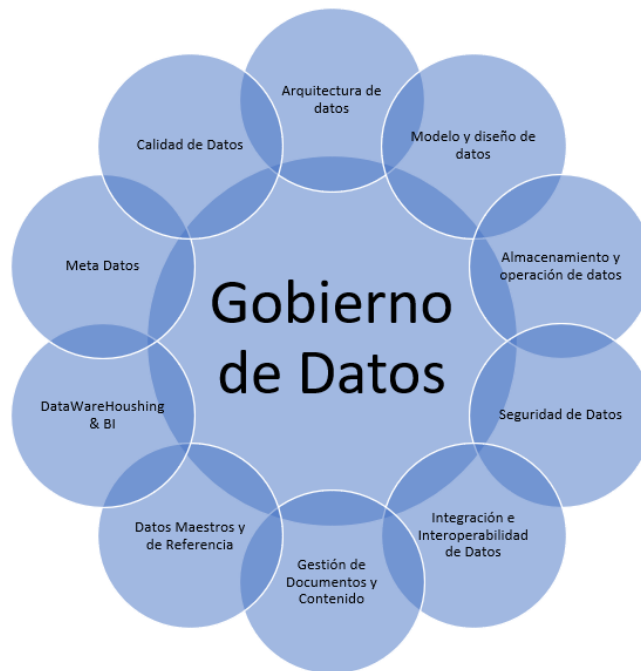 Arquitectura de
datos
Modelo y diseño de
datos
Almacenamiento y
operación de datos
Seguridad de Datos
Integración e
Interoperabilidad
de Datos
Gestión de
Documentos y
Contenido
Datos Maestros y
de Referencia
DataWareHoushing
& BI
Meta Datos
Calidad de Datos
Gobierno
de Datos